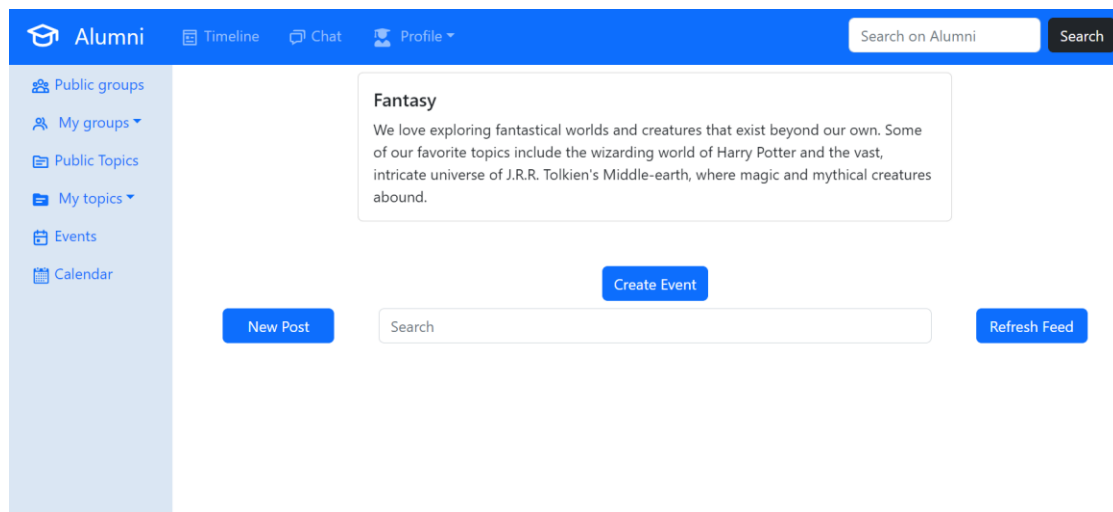 Alumni
Timeline
Chat
Profile
Search on Alumni
Search
Public groups
My groups
Public Topics
My topics
Events
Calendar
Fantasy
We love exploring fantastical worlds and creatures that exist beyond our own. Some
of our favorite topics include the wizarding world of Harry Potter and the vast,
intricate universe of J.R.R. Tolkien's Middle-earth, where magic and mythical creatures
abound.
Create Event
New Post
Search
Refresh Feed